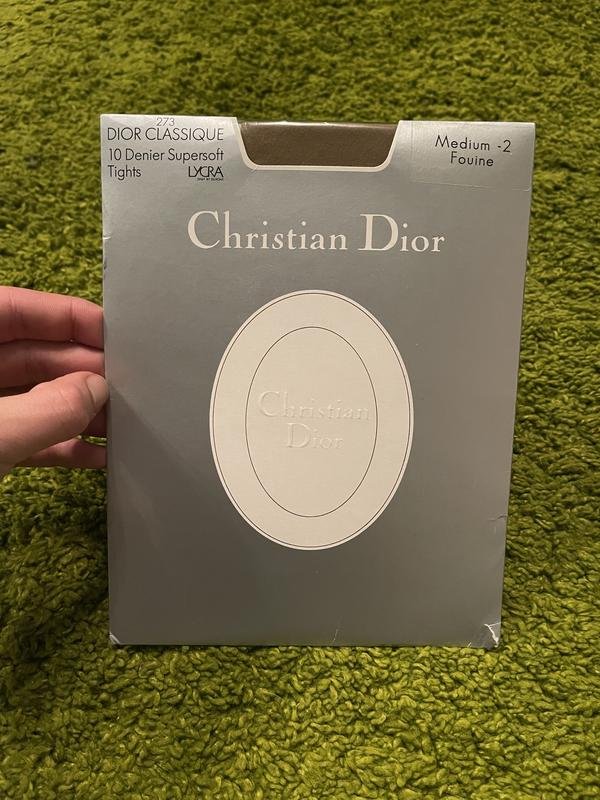 273
DIOR CLASSIQUE
10 Denier Supersoft
Tights LYCRA
Medium -2
Fouine
Christian Dior
Christian
Dior